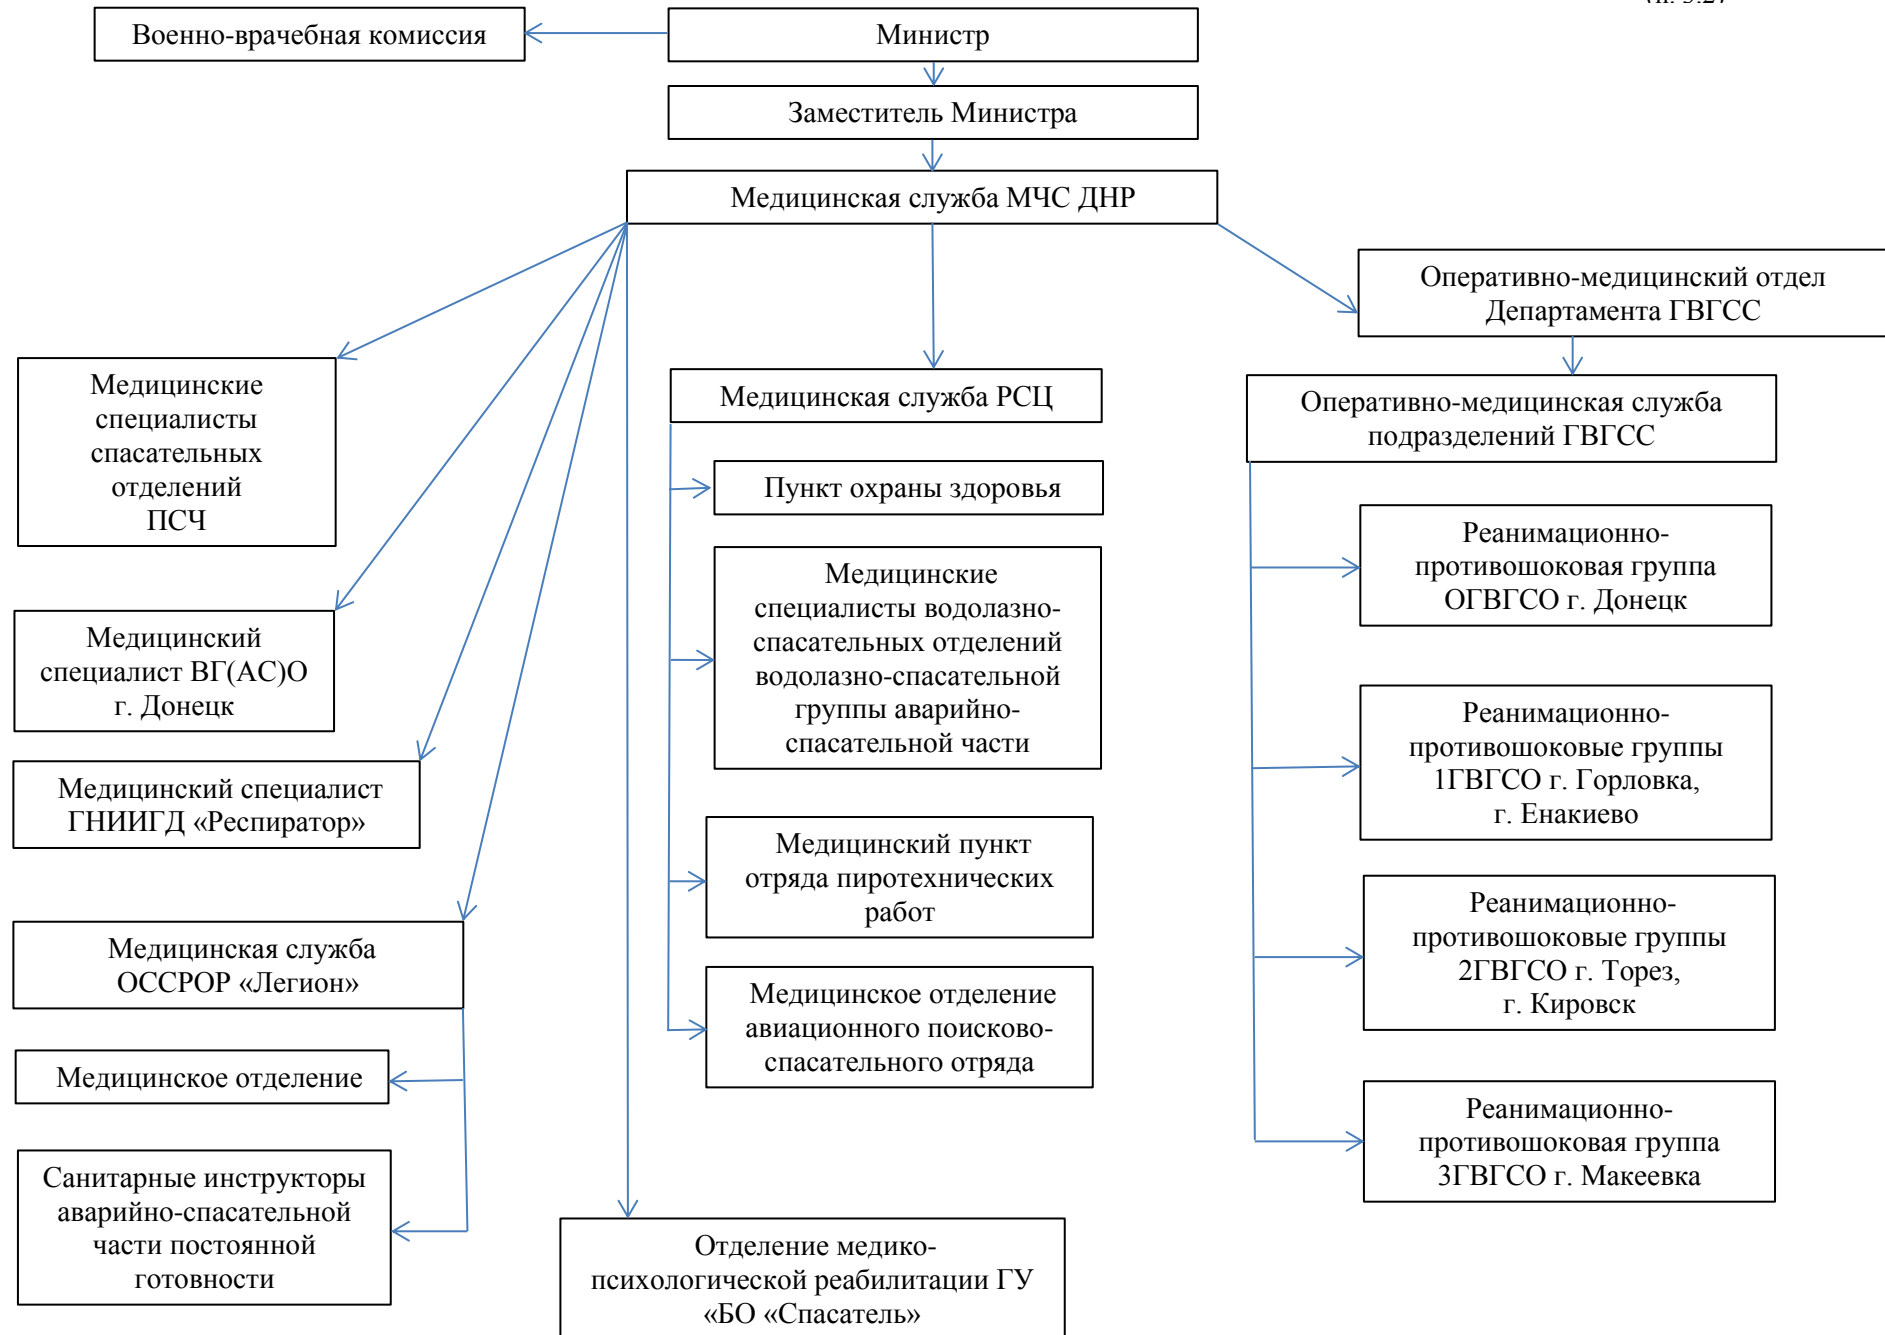 Военно-врачебная комиссия
Министр
Заместитель Министра
Медицинская служба МЧС ДНР
Оперативно-медицинский отдел
Департамента ГВГСС
Медицинские
специалисты
спасательных
отделений
ПСЧ
Медицинская служба РСЦ
Оперативно-медицинская служба
подразделений ГВГСС
Пункт охраны здоровья
Реанимационно-
противошоковая группа
ОГВГСО г. Донецк
Медицинские
специалисты водолазно-
спасательных отделений
водолазно-спасательной
группы аварийно-
спасательной части
Медицинский
специалист ВГ(АС)О
г. Донецк
Реанимационно-
противошоковые группы
1ГВГСО г. Горловка,
г. Енакиево
Медицинский специалист
ГНИИГД «Респиратор»
Медицинский пункт
отряда пиротехнических
работ
Реанимационно-
противошоковые группы
2ГВГСО г. Торез,
г. Кировск
Медицинская служба
ОССРОР «Легион»
Медицинское отделение
авиационного поисково-
спасательного отряда
Медицинское отделение
Реанимационно-
противошоковая группа
3ГВГСО г. Макеевка
Санитарные инструкторы
аварийно-спасательной
части постоянной
готовности
Отделение медико-
психологической реабилитации ГУ
«БО «Спасатель»